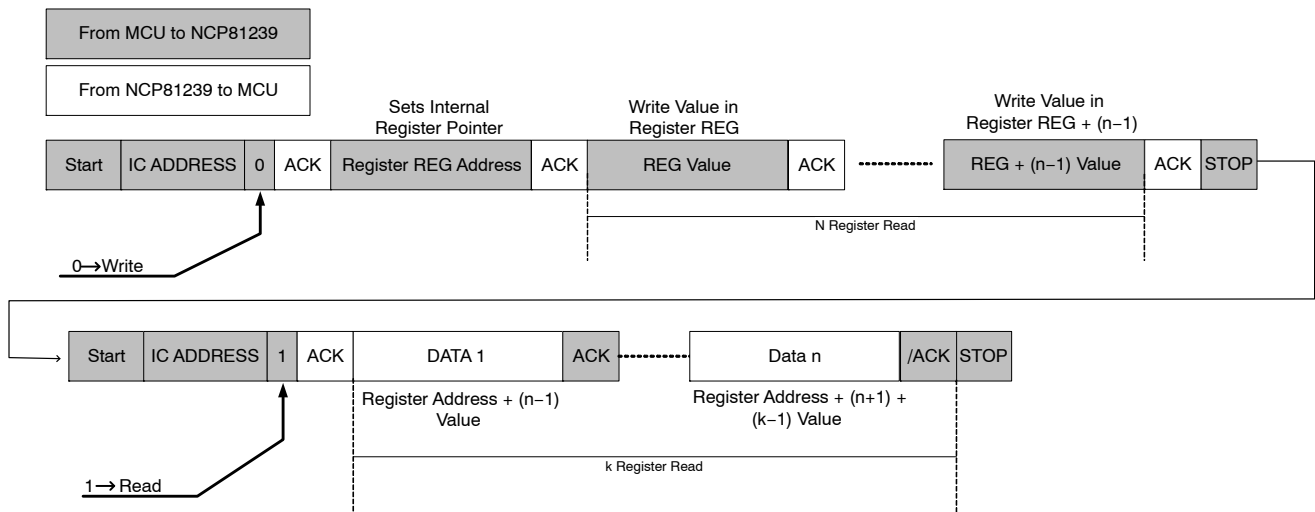 From MCU to NCP81239
From NCP81239 to MCU
Sets Internal
Register Pointer
Write Value in
Register REG
Write Value in
Register REG + (n−1)
Start IC ADDRESS 0 ACK Register REG Address ACK REG Value ACK REG + (n−1) Value ACK STOP
N Register Read
0→Write
Start IC ADDRESS 1 ACK DATA 1 ACK Data n /ACK STOP
Register Address + (n−1)
Value
Register Address + (n+1) +
(k−1) Value
k Register Read
1→Read